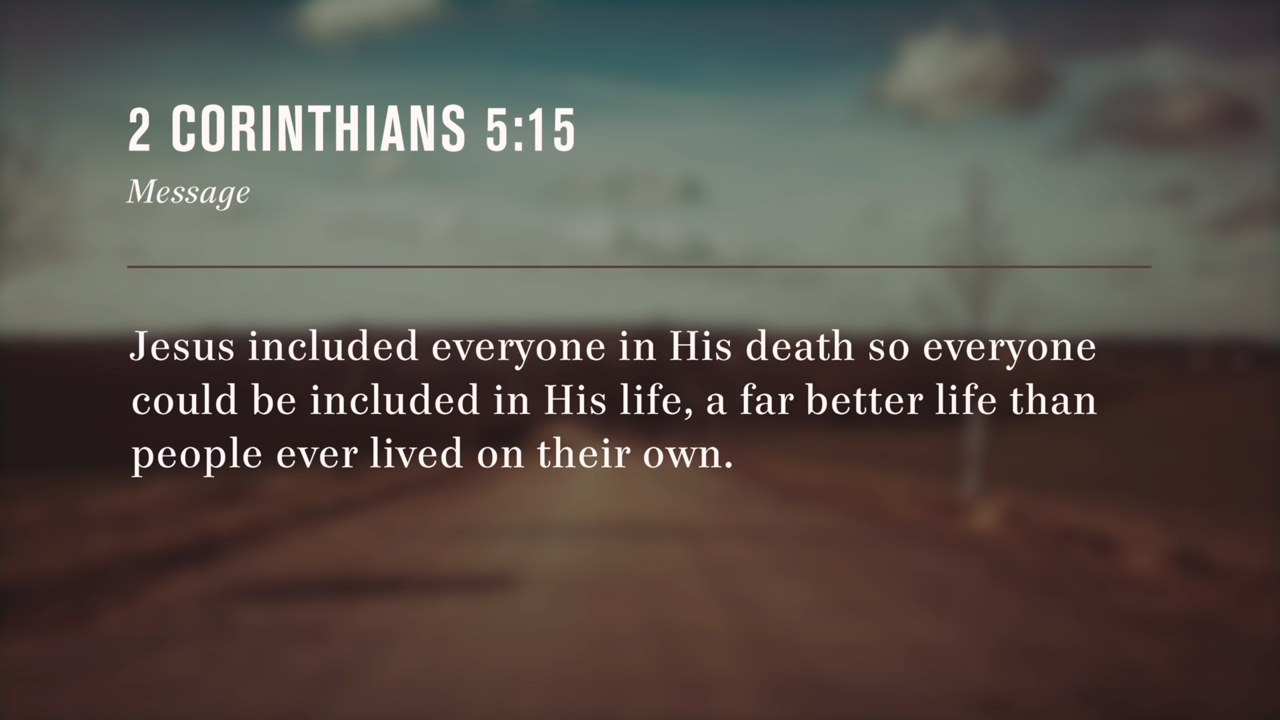 2 CORINTHIANS 5:15
Message
Jesus included everyone in His death so everyone
could be included in His life, a far better life than
people ever lived on their own.